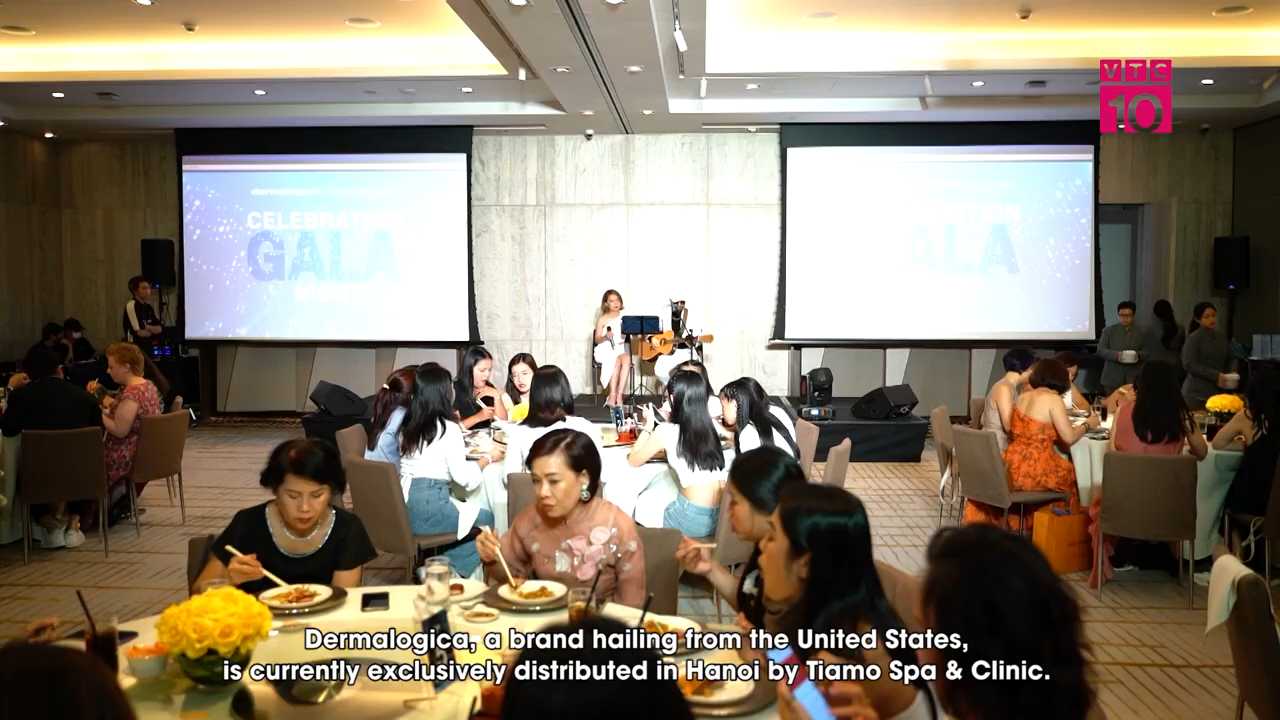 VTC
10
CELEBRATION
GALA
NIGHT
ALA
Dermalogica, a brand hailing from the United States,
is currently exclusively distributed in Hanoi by Tiamo Spa & Clinic.